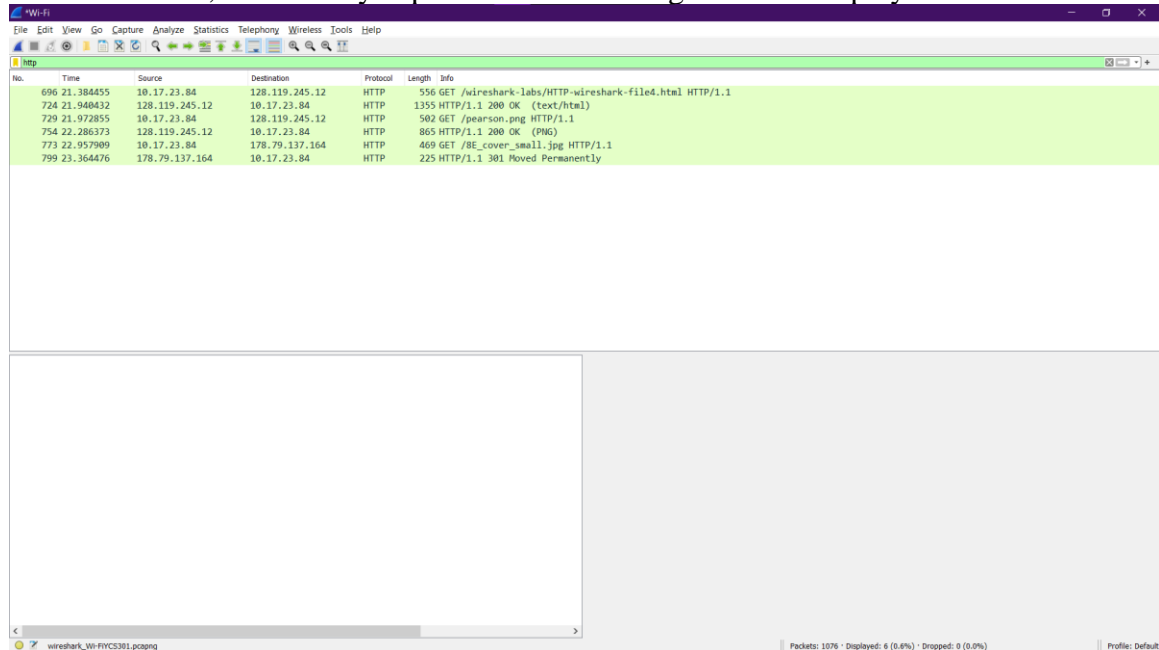 *Wi-Fi
File Edit View Go Capture Analyze Statistics Telephony Wireless Tools Help
http
No. Time Source Destination Protocol Length Info
696 21.384455 10.17.23.84 128.119.245.12 HTTP 556 GET /wireshark-labs/HTTP-wireshark-file4.html HTTP/1.1
724 21.940432 128.119.245.12 10.17.23.84 HTTP 1355 HTTP/1.1 200 OK (text/html)
729 21.972855 10.17.23.84 128.119.245.12 HTTP 502 GET /pearson.png HTTP/1.1
754 22.286373 128.119.245.12 10.17.23.84 HTTP 865 HTTP/1.1 200 OK (PNG)
773 22.957909 10.17.23.84 178.79.137.164 HTTP 469 GET /8E_cover_small.jpg HTTP/1.1
799 23.364476 178.79.137.164 10.17.23.84 HTTP 225 HTTP/1.1 301 Moved Permanently
wireshark_Wi-FiYCS301.pcapng Packets: 1076 · Displayed: 6 (0.6%) · Dropped: 0 (0.0%) Profile: Default